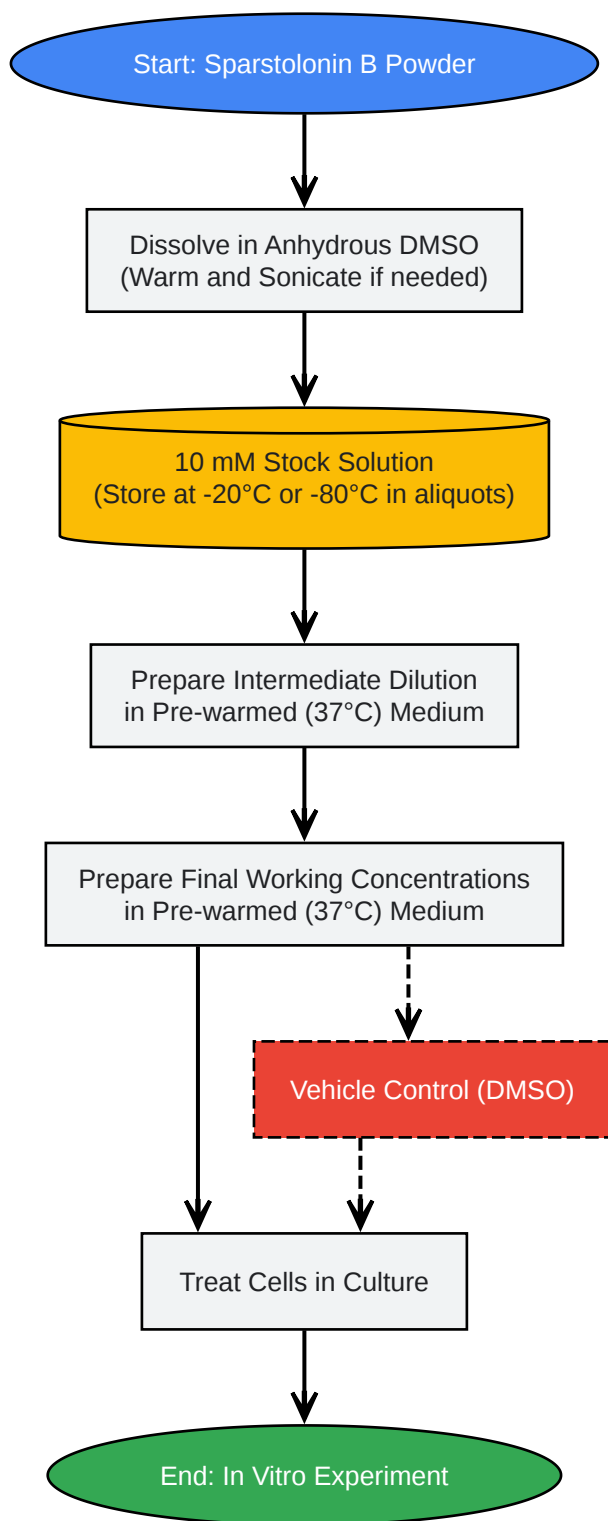 Start: Sparstolonin B Powder
Dissolve in Anhydrous DMSO
(Warm and Sonicate if needed)
10 mM Stock Solution
(Store at -20°C or -80°C in aliquots)
Prepare Intermediate Dilution
in Pre-warmed (37°C) Medium
Prepare Final Working Concentrations
in Pre-warmed (37°C) Medium
Vehicle Control (DMSO)
Treat Cells in Culture
End: In Vitro Experiment